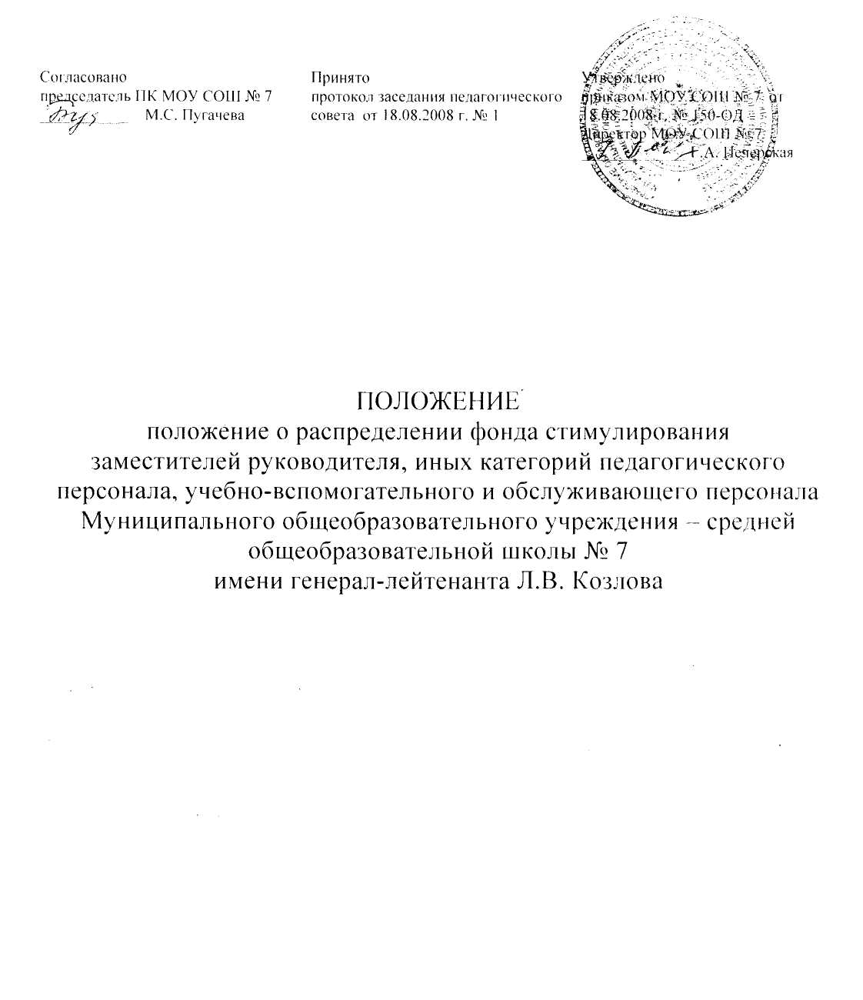 Согласовано
председатель ПК МОУ СОШ № 7
М.С. Пугачева
Принято
протокол заседания педагогического
совета от 18.08.2008 г. № 1
Утверждено
приказом МОУ СОШ № 7 от
18.08.2008 г. № 150-ОД
Директор МОУ СОШ № 7
.А. Печерская
ПОЛОЖЕНИЕ
положение о распределении фонда стимулирования
заместителей руководителя, иных категорий педагогического
персонала, учебно-вспомогательного и обслуживающего персонала
Муниципального общеобразовательного учреждения – средней
общеобразовательной школы № 7
имени генерал-лейтенанта Л.В. Козлова